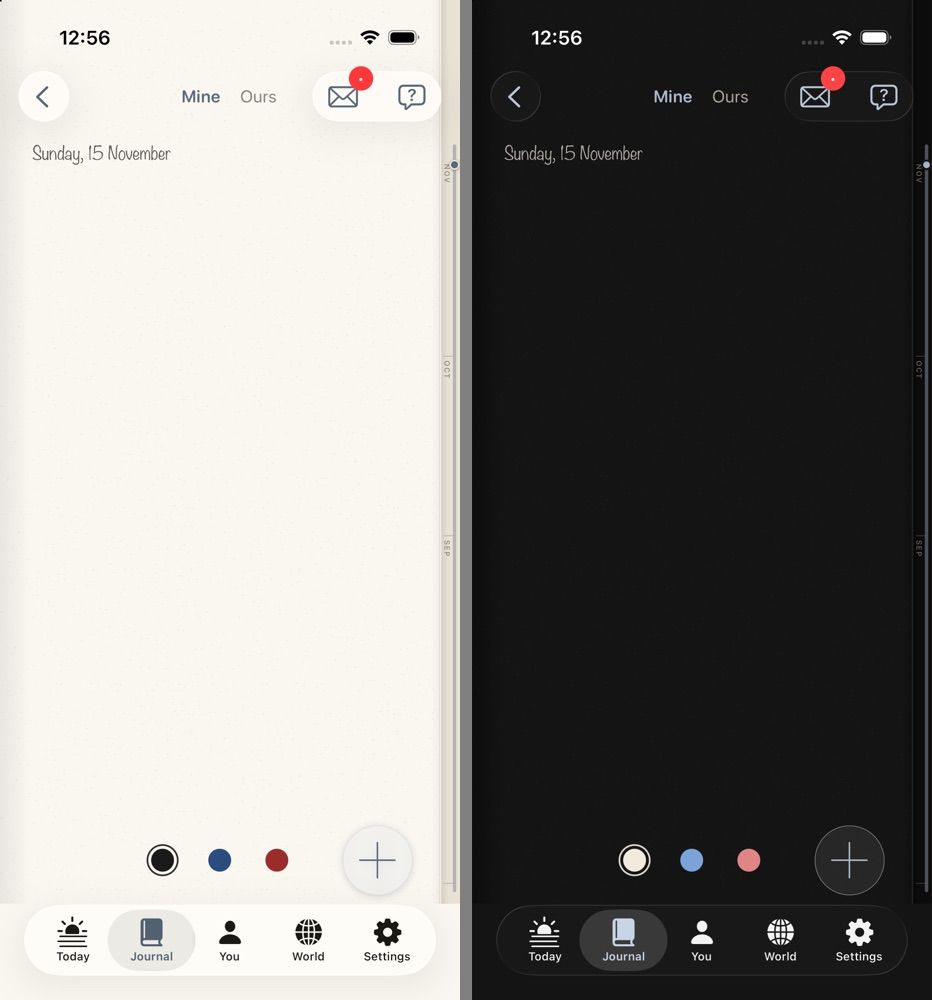 12:56
Mine Ours
Sunday, 15 November
NOV
OCT
SEP
Today Journal You World Settings
12:56
Mine Ours
Sunday, 15 November
NOV
OCT
SEP
Today Journal You World Settings